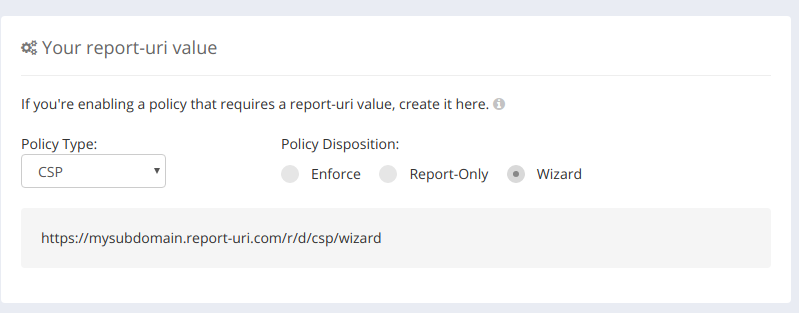 Your report-uri value
If you're enabling a policy that requires a report-uri value, create it here.
Policy Type:
Policy Disposition:
CSP
Enforce
Report-Only
Wizard
https://mysubdomain.report-uri.com/r/d/csp/wizard